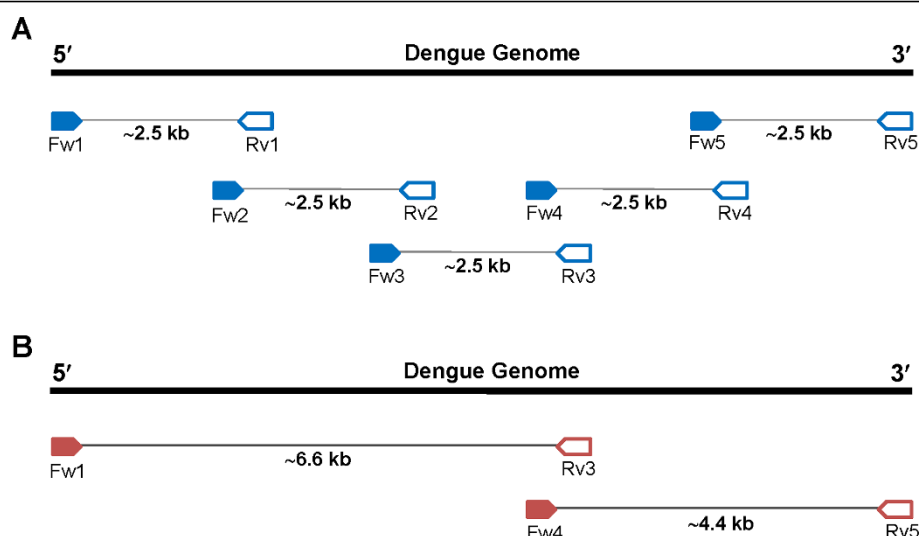 A
5′ Dengue Genome 3′
~2.5 kb ~2.5 kb
Fw1 Rv1 Fw5 Rv5
~2.5 kb ~2.5 kb
Fw2 Rv2 Fw4 Rv4
~2.5 kb
Fw3 Rv3
B
5′ Dengue Genome 3′
~6.6 kb
Fw1 Rv3
~4.4 kb
Fw4 Rv5